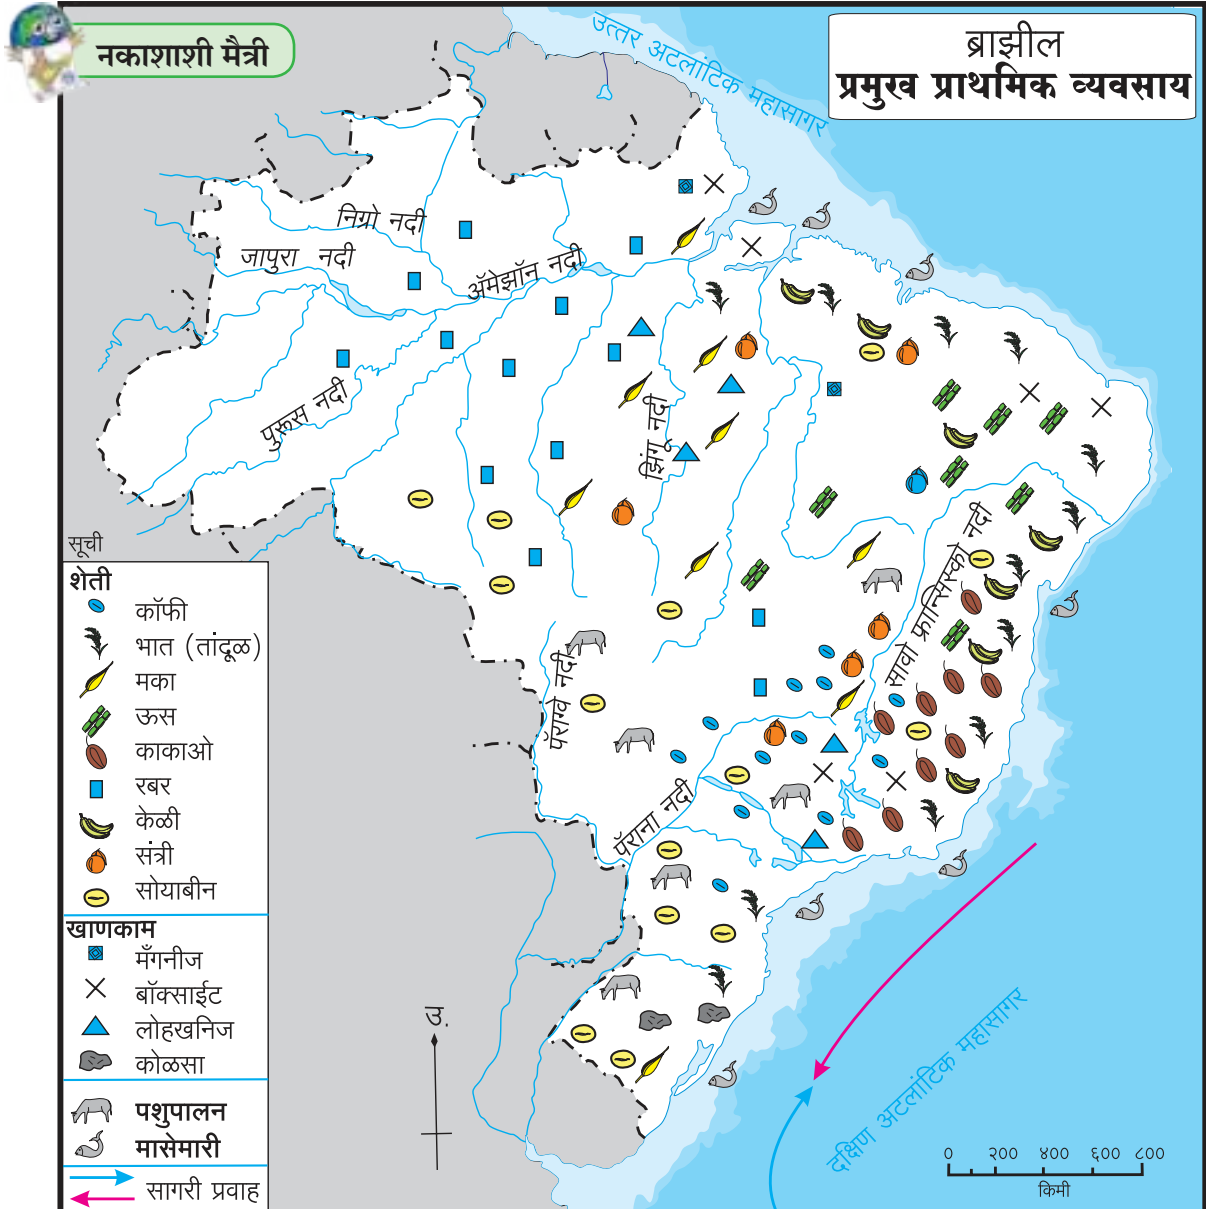 नकाशाशी मैत्री
ब्राझील
प्रमुख प्राथमिक व्यवसाय
उत्तर अटलांटिक महासागर
निग्रो नदी
जापुरा नदी
ॲमेझॉन नदी
पुरूस नदी
झिंगू नदी
सावो फ्रान्सिस्को नदी
पॅराग्वे नदी
पॅराना नदी
दक्षिण अटलांटिक महासागर
सूची
शेती
कॉफी
भात (तांदूळ)
मका
ऊस
काकाओ
रबर
केळी
संत्री
सोयाबीन
खाणकाम
मँगनीज
बॉक्साईट
लोहखनिज
कोळसा
पशुपालन
मासेमारी
सागरी प्रवाह
उ.
० २०० ४०० ६०० ८००
किमी